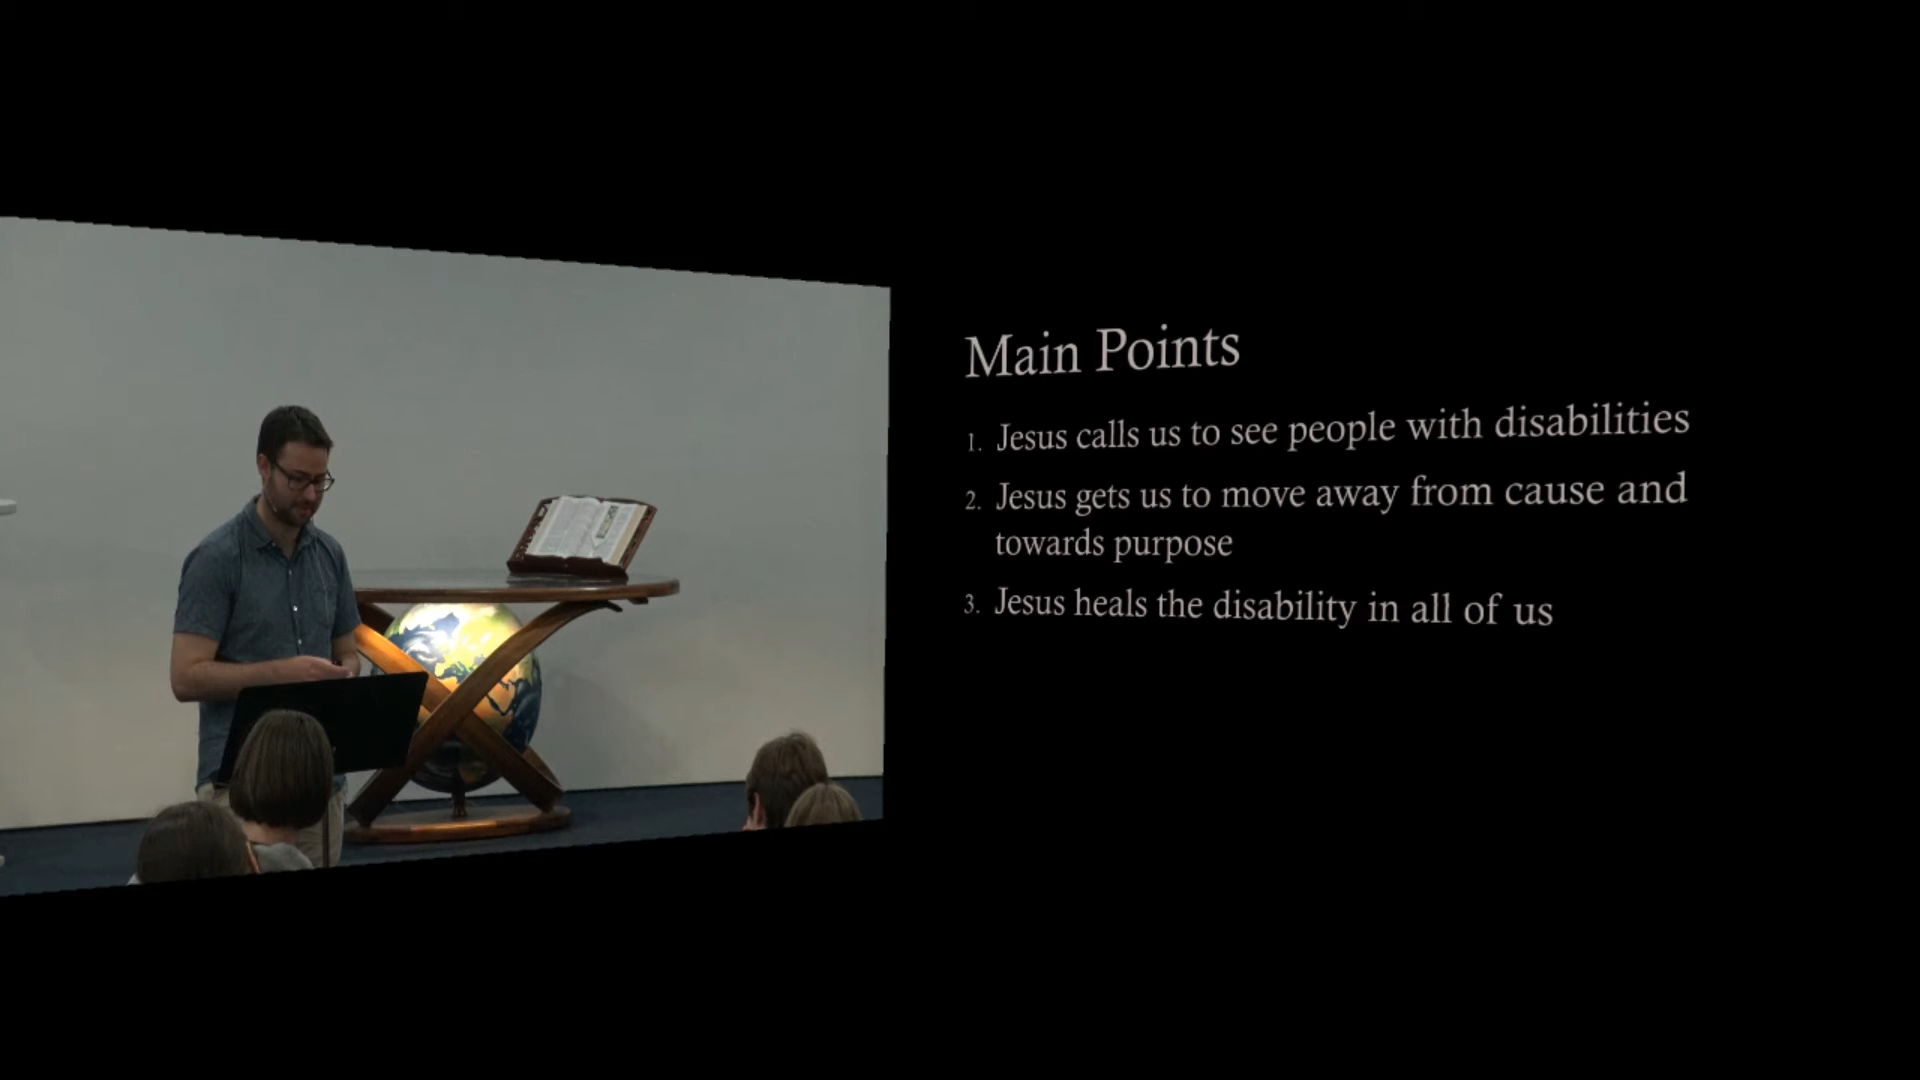 Main Points
1. Jesus calls us to see people with disabilities
2. Jesus gets us to move away from cause and
towards purpose
3. Jesus heals the disability in all of us